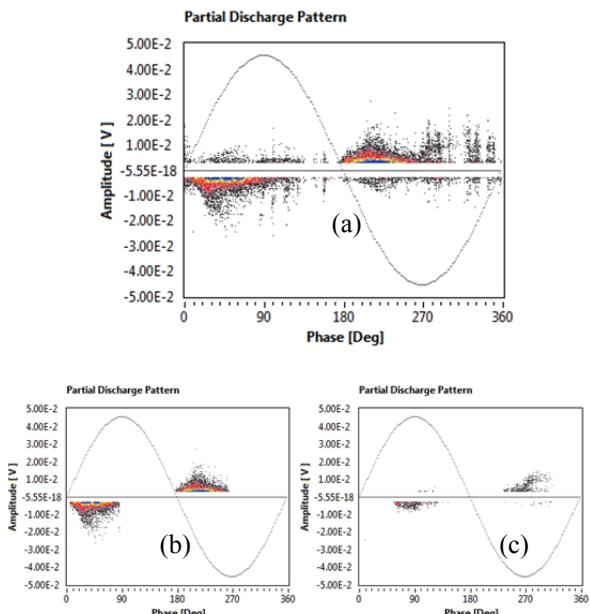 Partial Discharge Pattern
5.00E-2
4.00E-2
3.00E-2
2.00E-2
1.00E-2
-5.55E-18
-1.00E-2
-2.00E-2
-3.00E-2
-4.00E-2
-5.00E-2
Amplitude [ V ]
(a)
0 90 180 270 360
Phase [Deg]
Partial Discharge Pattern
5.00E-2
4.00E-2
3.00E-2
2.00E-2
1.00E-2
-5.55E-18
-1.00E-2
-2.00E-2
-3.00E-2
-4.00E-2
-5.00E-2
Amplitude [ V ]
(b)
0 90 180 270 360
Phase [Deg]
Partial Discharge Pattern
5.00E-2
4.00E-2
3.00E-2
2.00E-2
1.00E-2
-5.55E-18
-1.00E-2
-2.00E-2
-3.00E-2
-4.00E-2
-5.00E-2
Amplitude [ V ]
(c)
0 90 180 270 360
Phase [Deg]